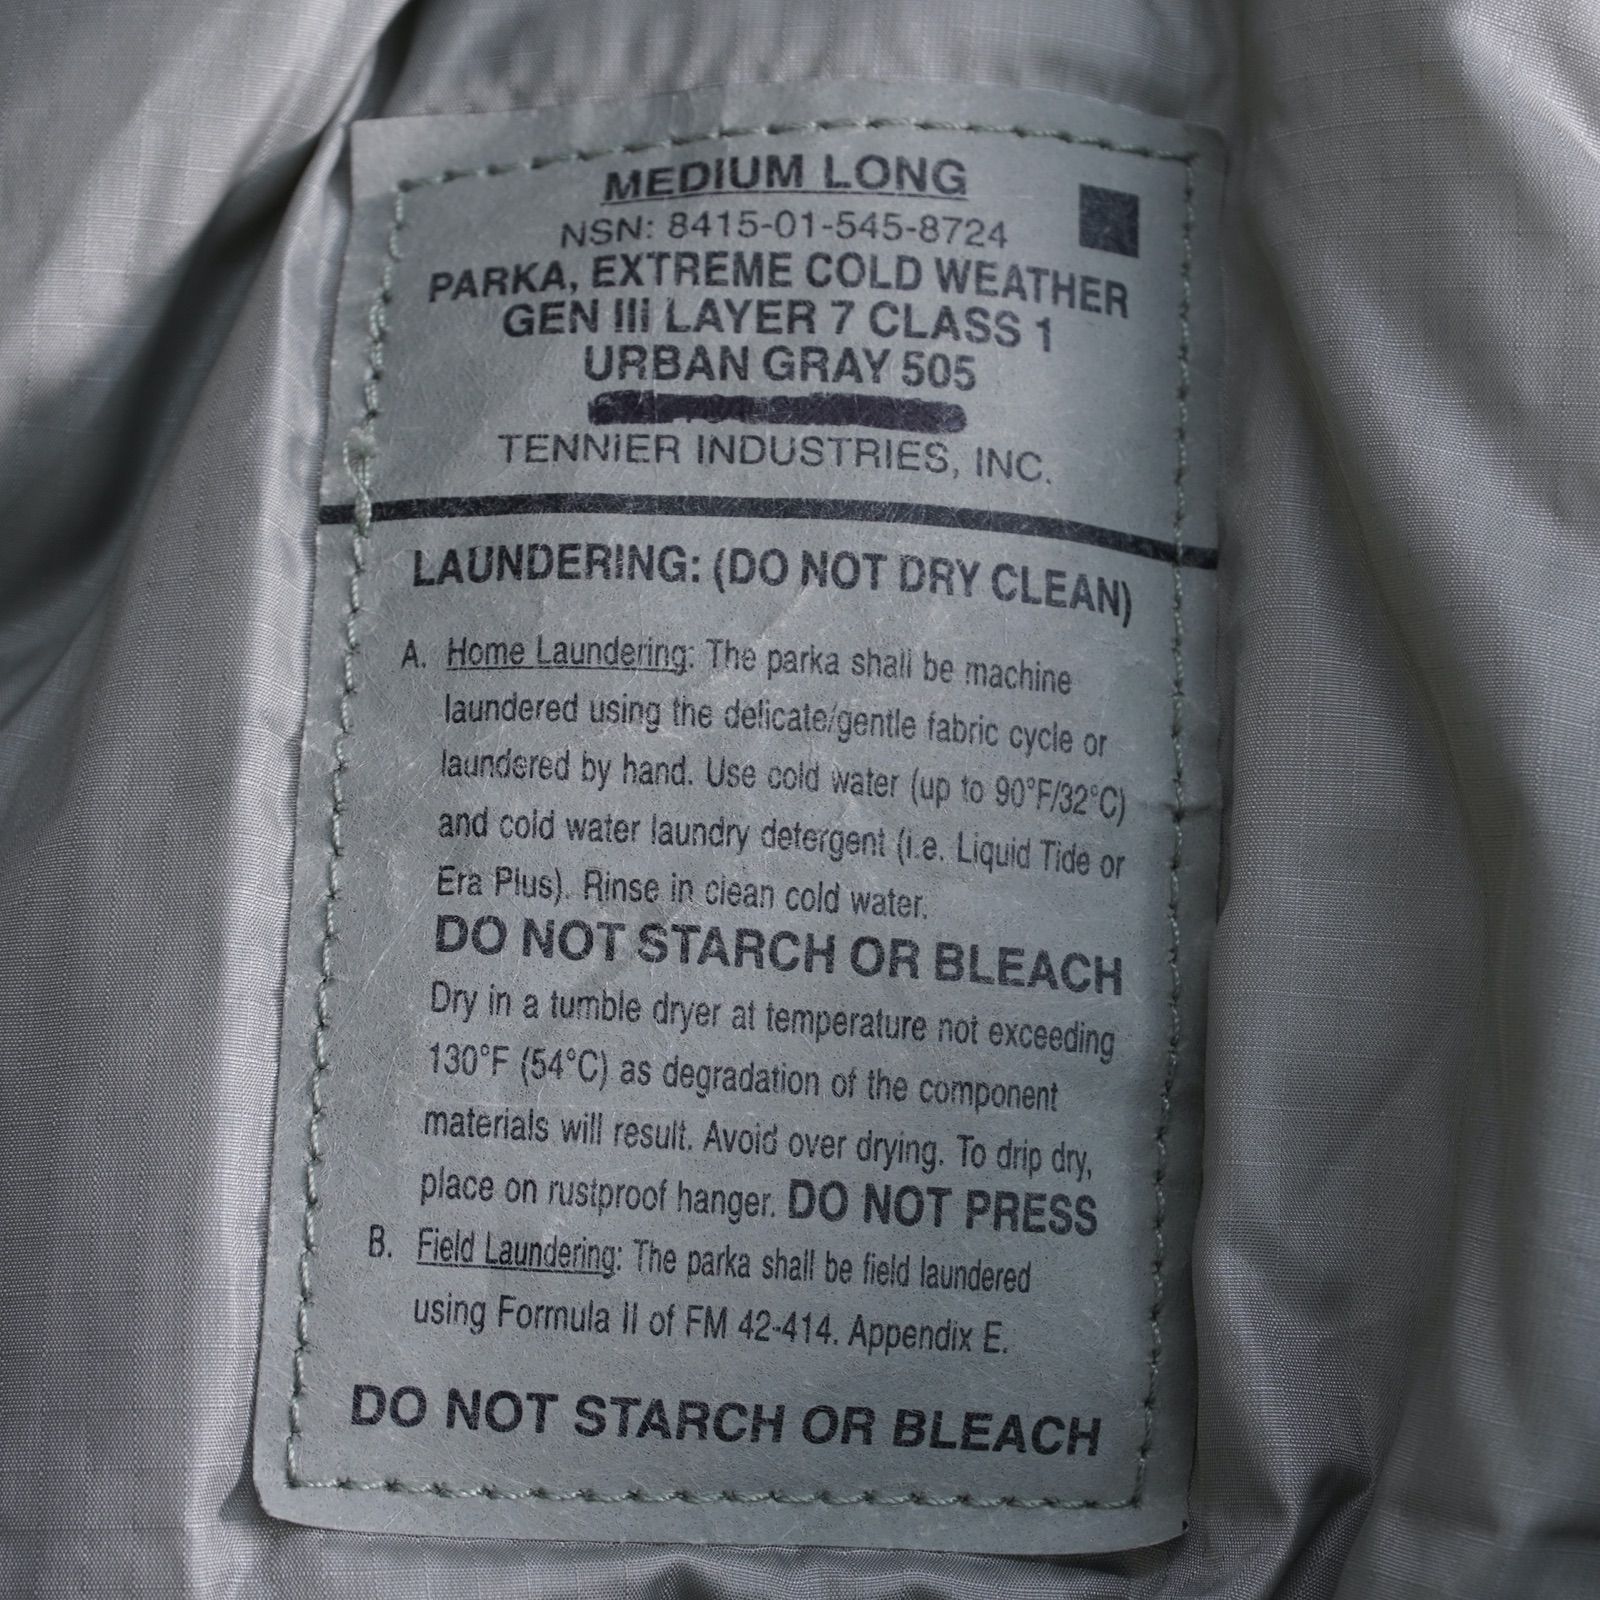 MEDIUM LONG
NSN: 8415-01-545-8724
PARKA, EXTREME COLD WEATHER
GEN III LAYER 7 CLASS 1
URBAN GRAY 505
TENNIER INDUSTRIES, INC.
LAUNDERING: (DO NOT DRY CLEAN)
A. Home Laundering: The parka shall be machine
laundered using the delicate/gentle fabric cycle or
laundered by hand. Use cold water (up to 90°F/32°C)
and cold water laundry detergent (i.e. Liquid Tide or
Era Plus). Rinse in clean cold water.
DO NOT STARCH OR BLEACH
Dry in a tumble dryer at temperature not exceeding
130°F (54°C) as degradation of the component
materials will result. Avoid over drying. To drip dry,
place on rustproof hanger. DO NOT PRESS
B. Field Laundering: The parka shall be field laundered
using Formula II of FM 42-414. Appendix E.
DO NOT STARCH OR BLEACH